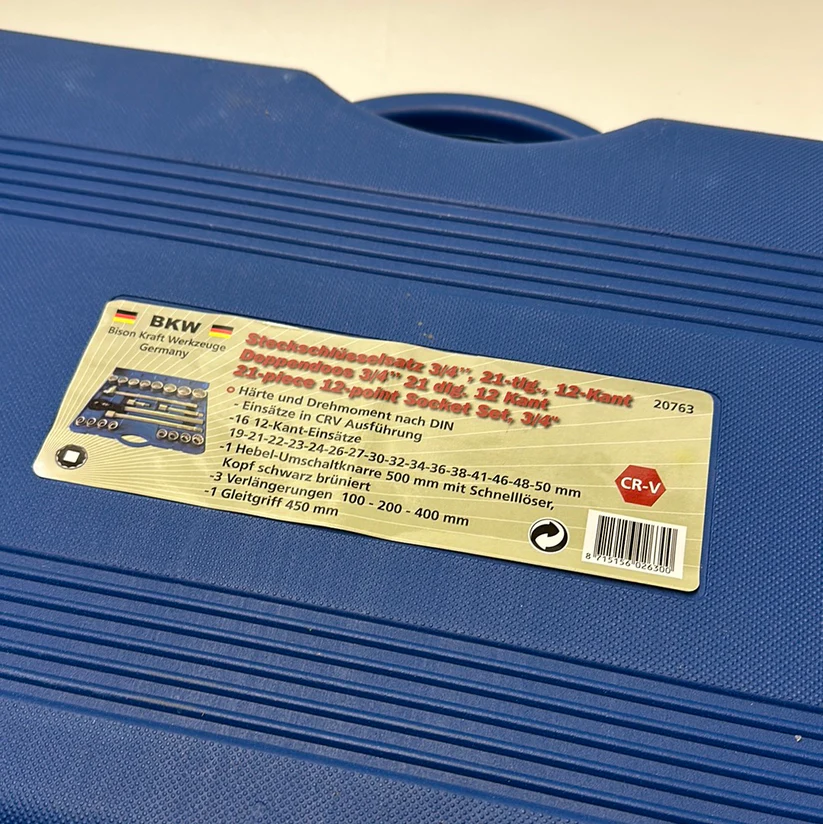 BKW
Bison Kraft Werkzeuge
Germany
Steckschlüsselsatz 3/4", 21-tlg., 12-Kant
Doppendoos 3/4" 21 dlg. 12 Kant
21-piece 12-point Socket Set, 3/4"
20763
Härte und Drehmoment nach DIN
- Einsätze in CRV Ausführung
-16 12-Kant-Einsätze
19-21-22-23-24-26-27-30-32-34-36-38-41-46-48-50 mm
-1 Hebel-Umschaltknarre 500 mm mit Schnelllöser,
Kopf schwarz brüniert
-3 Verlängerungen 100 - 200 - 400 mm
-1 Gleitgriff 450 mm
CR-V
8 715156 026300